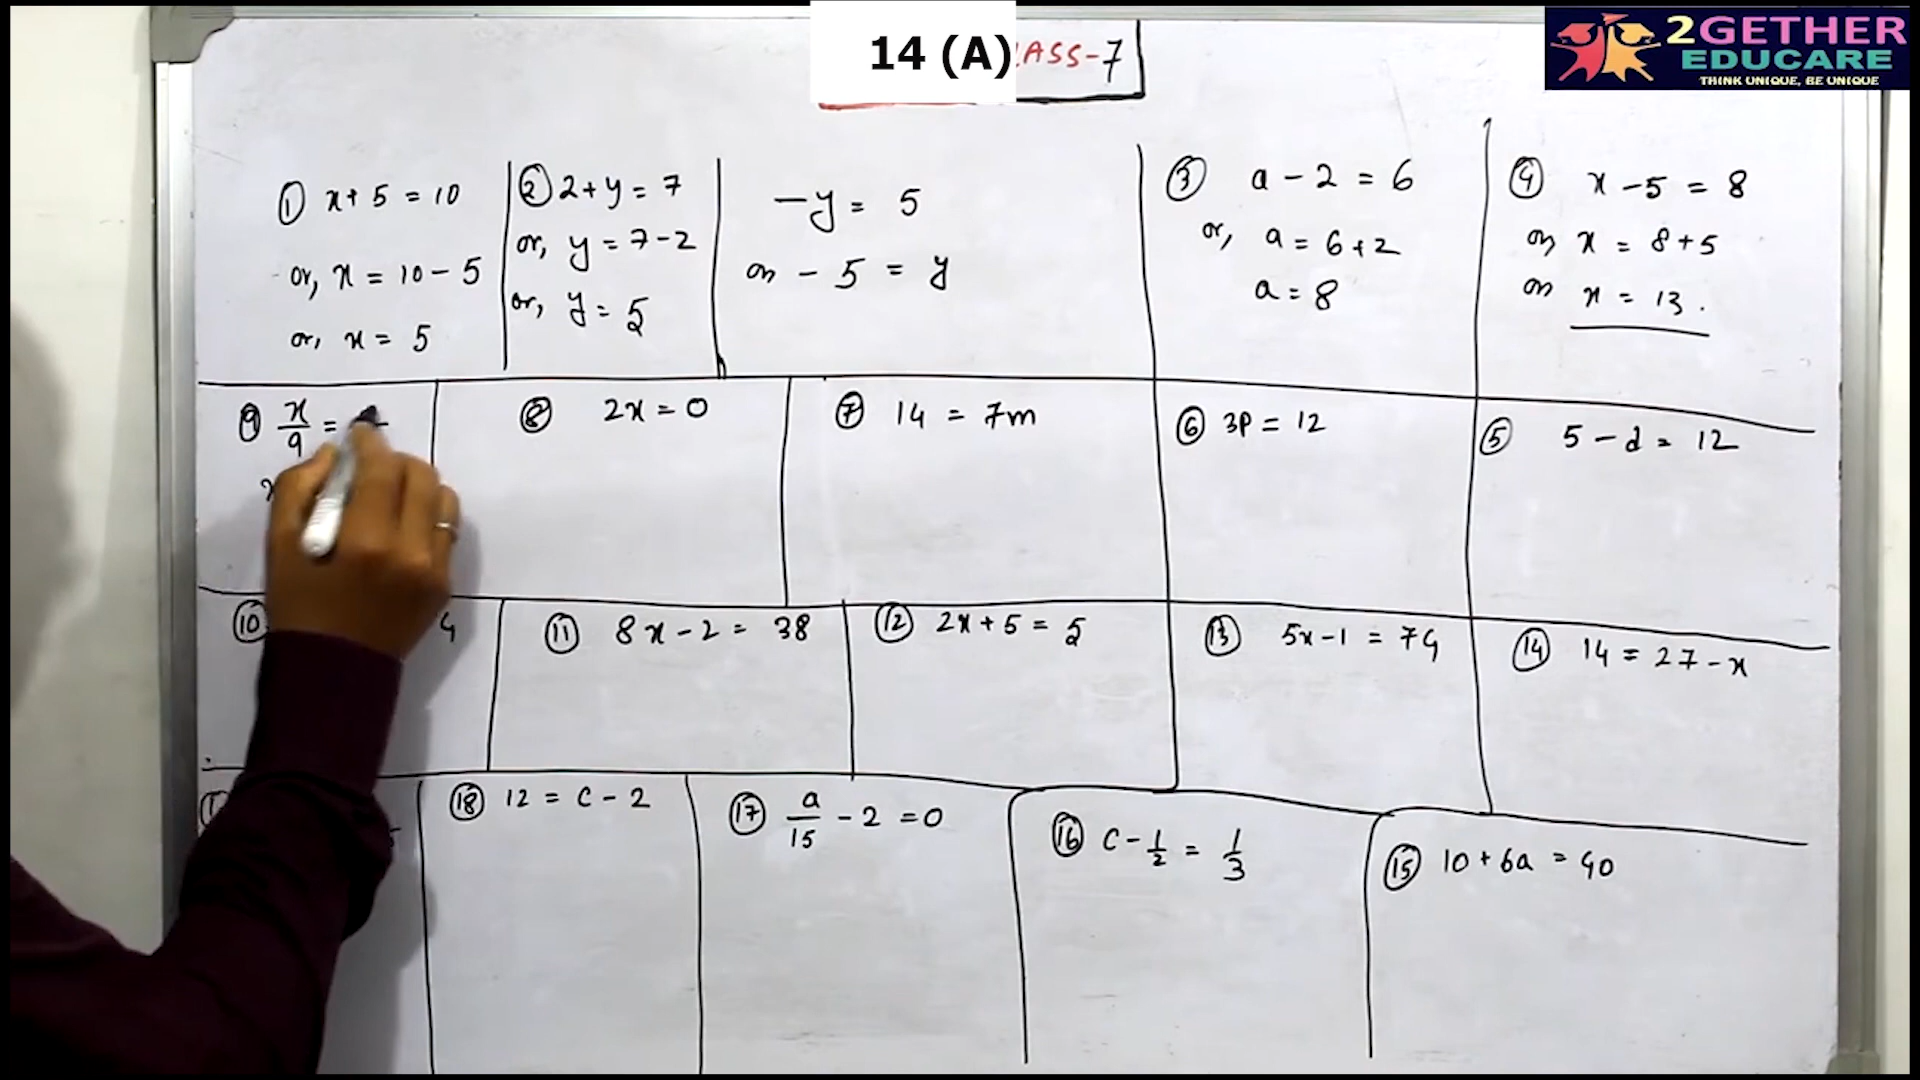 14 (A)
ASS-7
2GETHER
EDUCARE
THINK UNIQUE, BE UNIQUE
① x + 5 = 10
or, x = 10 - 5
or, x = 5
② 2 + y = 7
or, y = 7 - 2
or, y = 5
- y = 5
or - 5 = y
③ a - 2 = 6
or, a = 6 + 2
a = 8
④ x - 5 = 8
or x = 8 + 5
or x = 13.
⑨ x/9 =
x
⑧ 2x = 0
⑦ 14 = 7m
⑥ 3p = 12
⑤ 5 - d = 12
⑩ 4
⑪ 8x - 2 = 38
⑫ 2x + 5 = 5
⑬ 5x - 1 = 74
⑭ 14 = 27 - x
⑱ 12 = c - 2
⑰ a/15 - 2 = 0
⑯ c - 1/2 = 1/3
⑮ 10 + 6a = 40